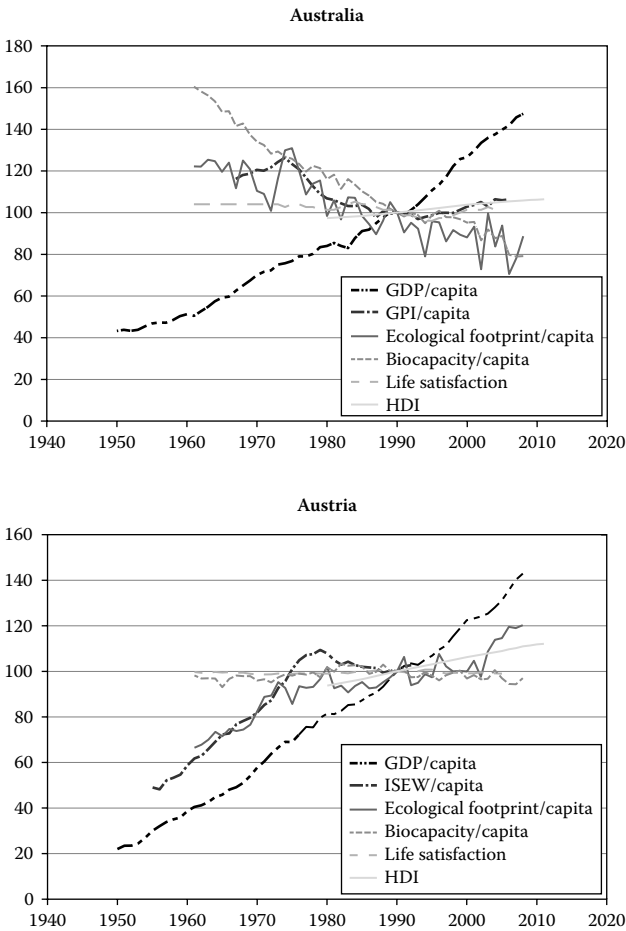 Australia
180
160
140
120
100
80
60
40
20
0
GDP/capita
GPI/capita
Ecological footprint/capita
Biocapacity/capita
Life satisfaction
HDI
1940 1950 1960 1970 1980 1990 2000 2010 2020
Austria
160
140
120
100
80
60
40
20
0
GDP/capita
ISEW/capita
Ecological footprint/capita
Biocapacity/capita
Life satisfaction
HDI
1940 1950 1960 1970 1980 1990 2000 2010 2020